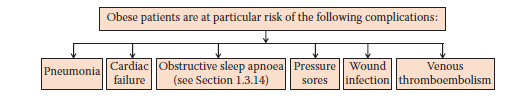 Obese patients are at particular risk of the following complications:
Pneumonia
Cardiac
failure
Obstructive sleep apnoea
(see Section 1.3.14)
Pressure
sores
Wound
infection
Venous
thromboembolism